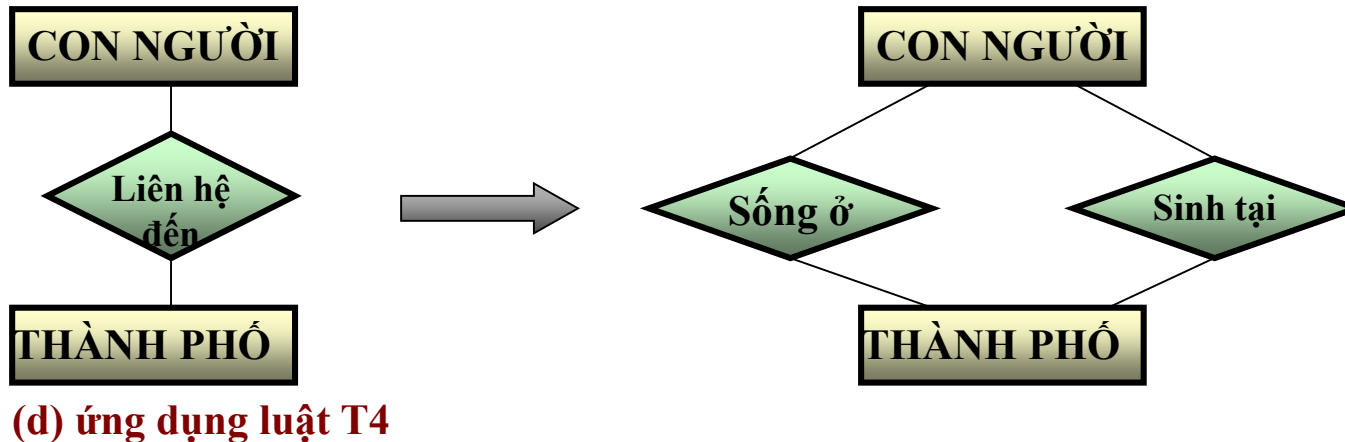 CON NGƯỜI
Liên hệ
đến
THÀNH PHỐ
CON NGƯỜI
Sống ở
Sinh tại
THÀNH PHỐ
(d) ứng dụng luật T4